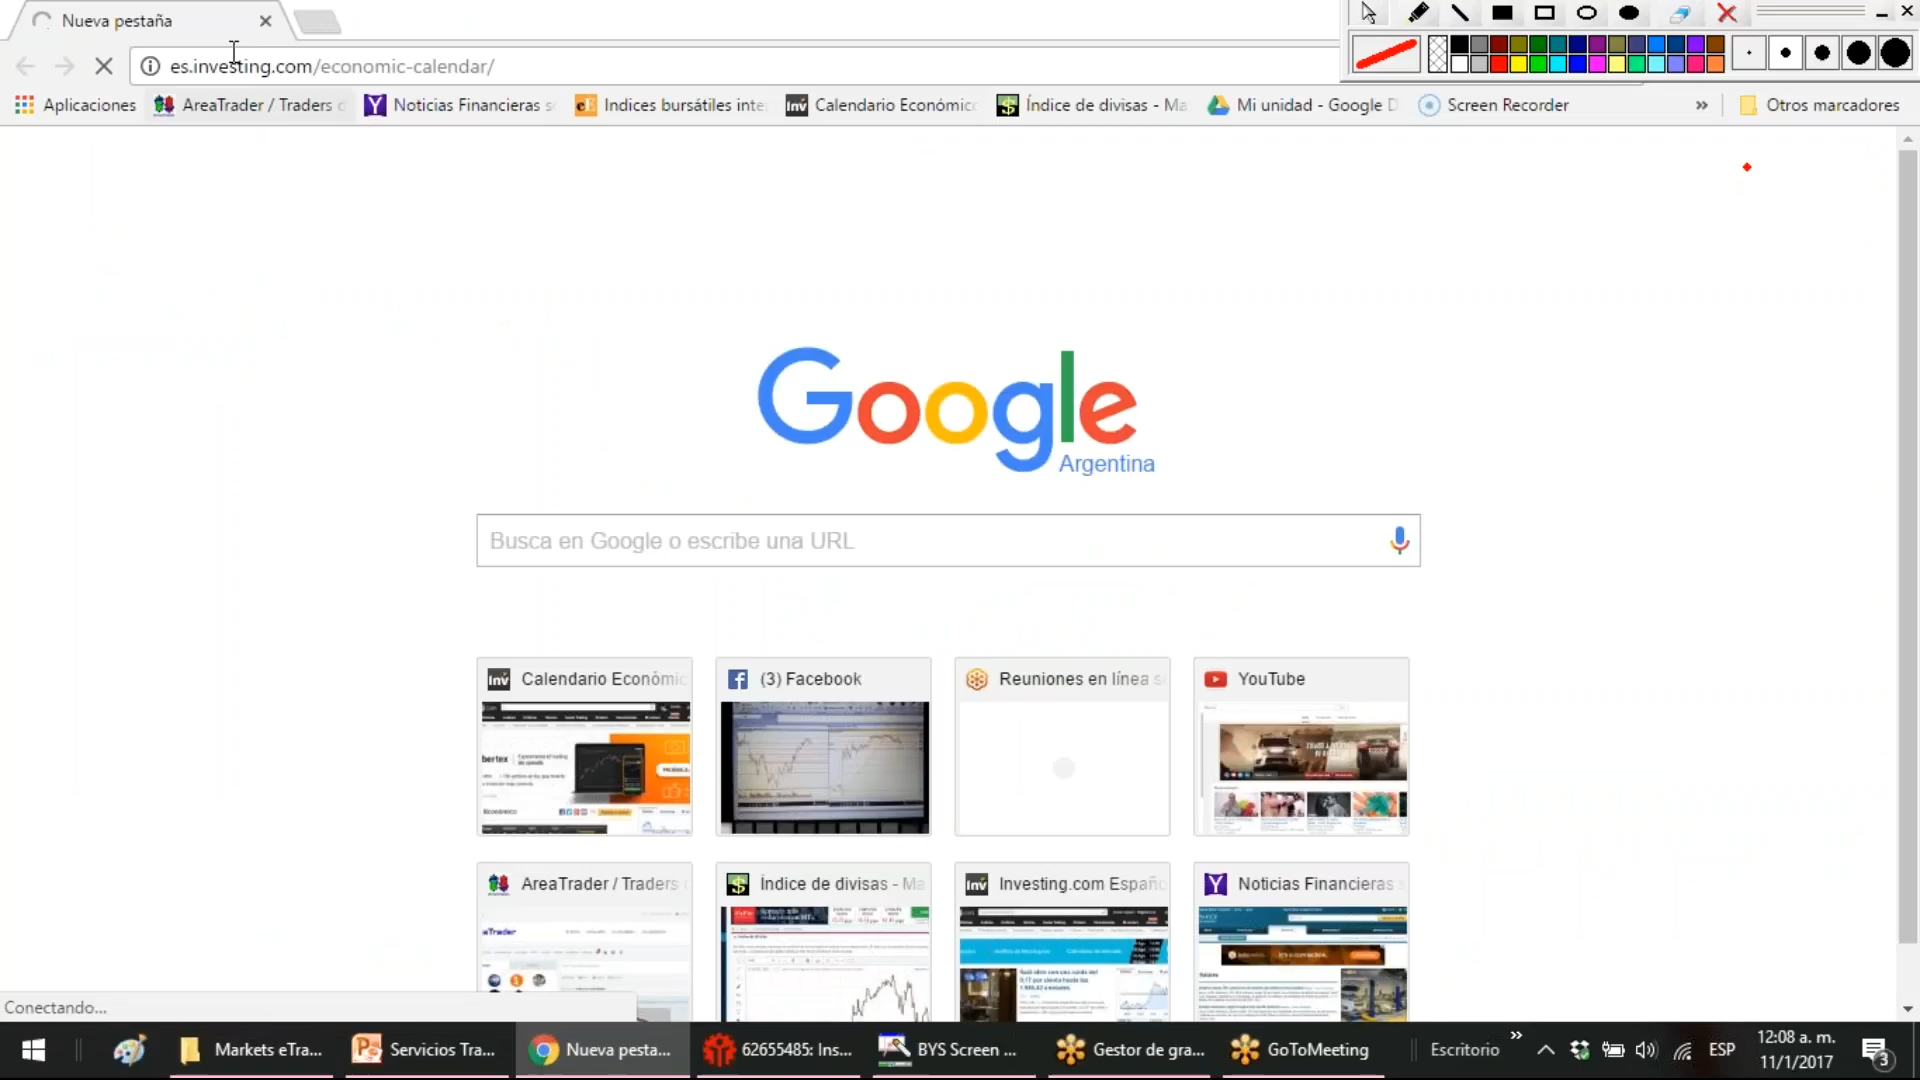 Nueva pestaña
es.investing.com/economic-calendar/
Aplicaciones
AreaTrader / Traders
Noticias Financieras
Indices bursátiles inte
Calendario Económic
Índice de divisas - Ma
Mi unidad - Google D
Screen Recorder
»
Otros marcadores
Google
Argentina
Busca en Google o escribe una URL
Calendario Económic
(3) Facebook
Reuniones en línea s
YouTube
AreaTrader / Traders
Índice de divisas - Ma
Investing.com Españo
Noticias Financieras
Conectando...
Markets eTra...
Servicios Tra...
Nueva pesta...
62655485: Ins...
BYS Screen ...
Gestor de gra...
GoToMeeting
Escritorio
»
ESP
12:08 a. m.
11/1/2017
3